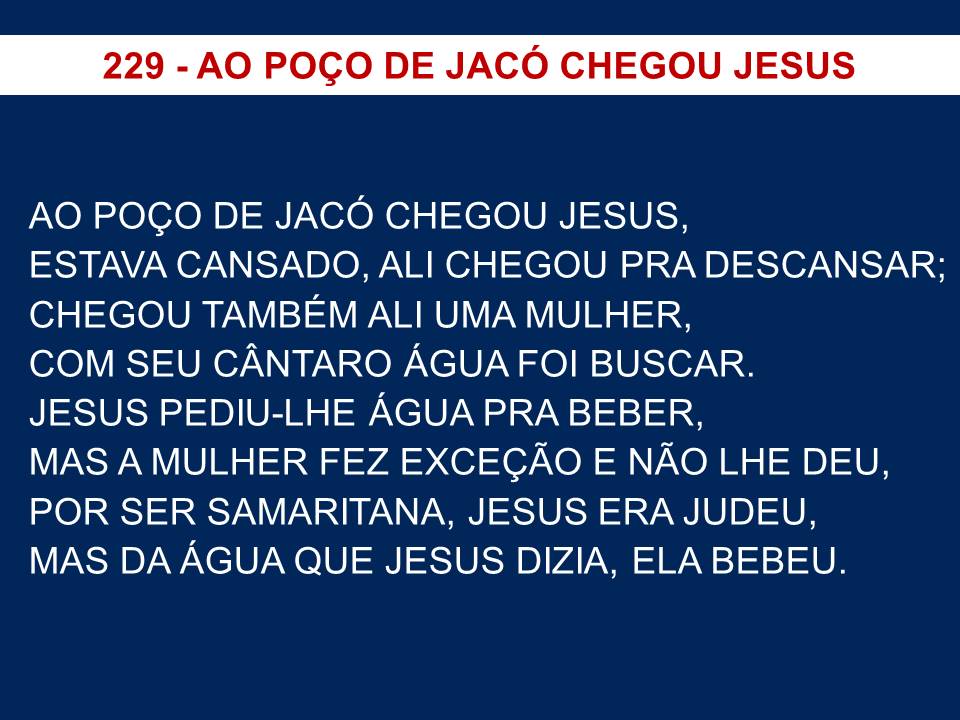 229 - AO POÇO DE JACÓ CHEGOU JESUS
AO POÇO DE JACÓ CHEGOU JESUS,
ESTAVA CANSADO, ALI CHEGOU PRA DESCANSAR;
CHEGOU TAMBÉM ALI UMA MULHER,
COM SEU CÂNTARO ÁGUA FOI BUSCAR.
JESUS PEDIU-LHE ÁGUA PRA BEBER,
MAS A MULHER FEZ EXCEÇÃO E NÃO LHE DEU,
POR SER SAMARITANA, JESUS ERA JUDEU,
MAS DA ÁGUA QUE JESUS DIZIA, ELA BEBEU.